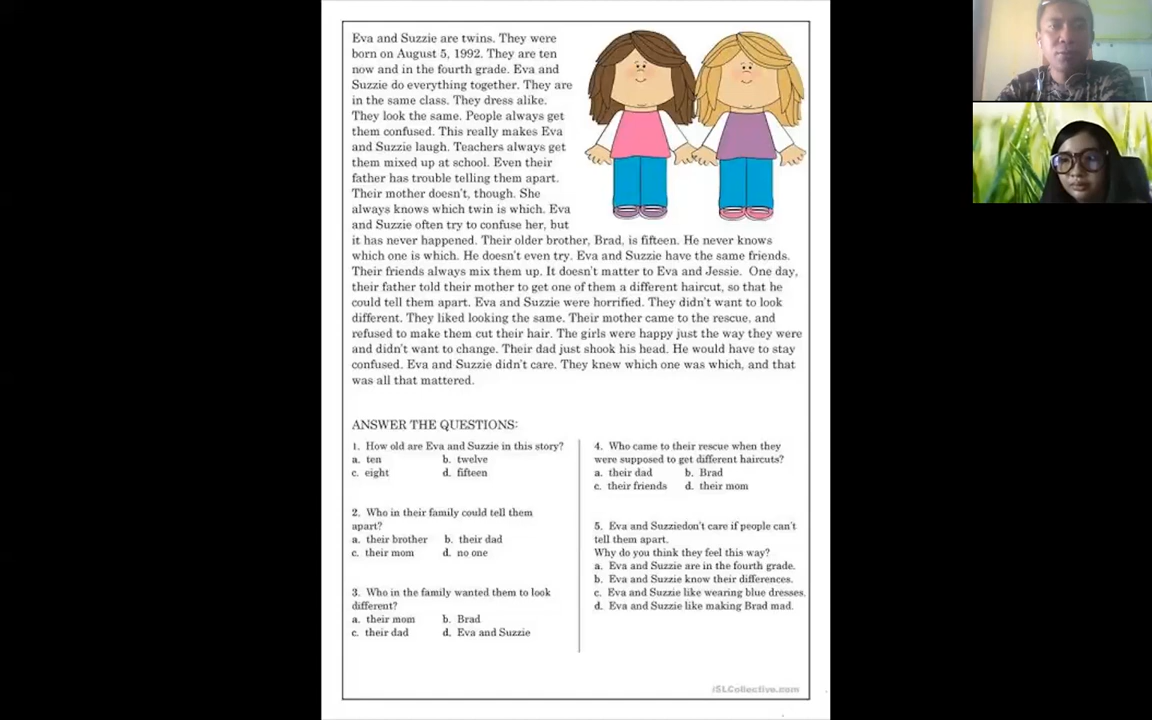 Eva and Suzzie are twins. They were
born on August 5, 1992. They are ten
now and in the fourth grade. Eva and
Suzzie do everything together. They are
in the same class. They dress alike.
They look the same. People always get
them confused. This really makes Eva
and Suzzie laugh. Teachers always get
them mixed up at school. Even their
father has trouble telling them apart.
Their mother doesn't, though. She
always knows which twin is which. Eva
and Suzzie often try to confuse her, but
it has never happened. Their older brother, Brad, is fifteen. He never knows
which one is which. He doesn't even try. Eva and Suzzie have the same friends.
Their friends always mix them up. It doesn't matter to Eva and Jessie. One day,
their father told their mother to get one of them a different haircut, so that he
could tell them apart. Eva and Suzzie were horrified. They didn't want to look
different. They liked looking the same. Their mother came to the rescue, and
refused to make them cut their hair. The girls were happy just the way they were
and didn't want to change. Their dad just shook his head. He would have to stay
confused. Eva and Suzzie didn't care. They knew which one was which, and that
was all that mattered.
ANSWER THE QUESTIONS:
1. How old are Eva and Suzzie in this story?
a. ten b. twelve
c. eight d. fifteen
2. Who in their family could tell them
apart?
a. their brother b. their dad
c. their mom d. no one
3. Who in the family wanted them to look
different?
a. their mom b. Brad
c. their dad d. Eva and Suzzie
4. Who came to their rescue when they
were supposed to get different haircuts?
a. their dad b. Brad
c. their friends d. their mom
5. Eva and Suzziedon't care if people can't
tell them apart.
Why do you think they feel this way?
a. Eva and Suzzie are in the fourth grade.
b. Eva and Suzzie know their differences.
c. Eva and Suzzie like wearing blue dresses.
d. Eva and Suzzie like making Brad mad.
iSLCollective.com